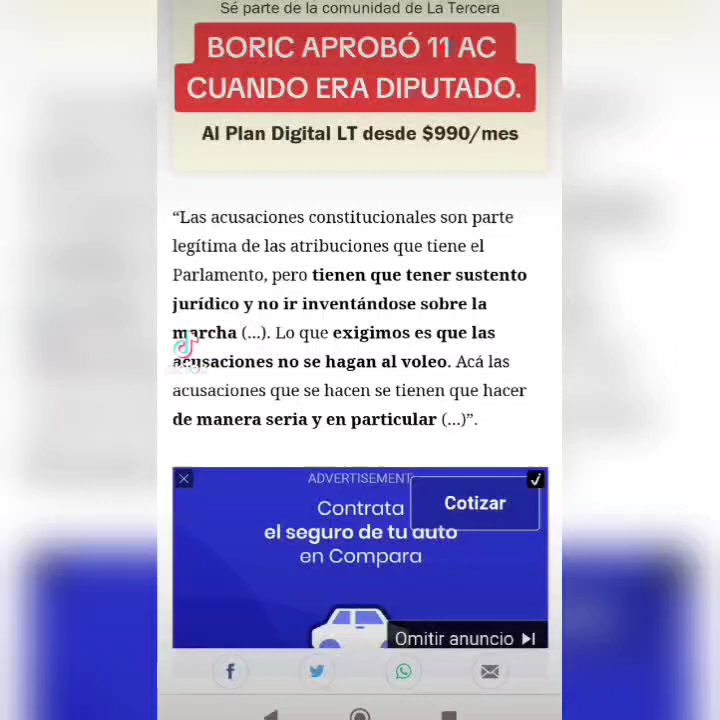 Sé parte de la comunidad de La Tercera
BORIC APROBÓ 11 AC
CUANDO ERA DIPUTADO.
Al Plan Digital LT desde $990/mes
“Las acusaciones constitucionales son parte
legítima de las atribuciones que tiene el
Parlamento, pero tienen que tener sustento
jurídico y no ir inventándose sobre la
marcha (...). Lo que exigimos es que las
acusaciones no se hagan al voleo. Acá las
acusaciones que se hacen se tienen que hacer
de manera seria y en particular (...)”.
ADVERTISEMENT
Contrata
el seguro de tu auto
en Compara
Cotizar
Omitir anuncio